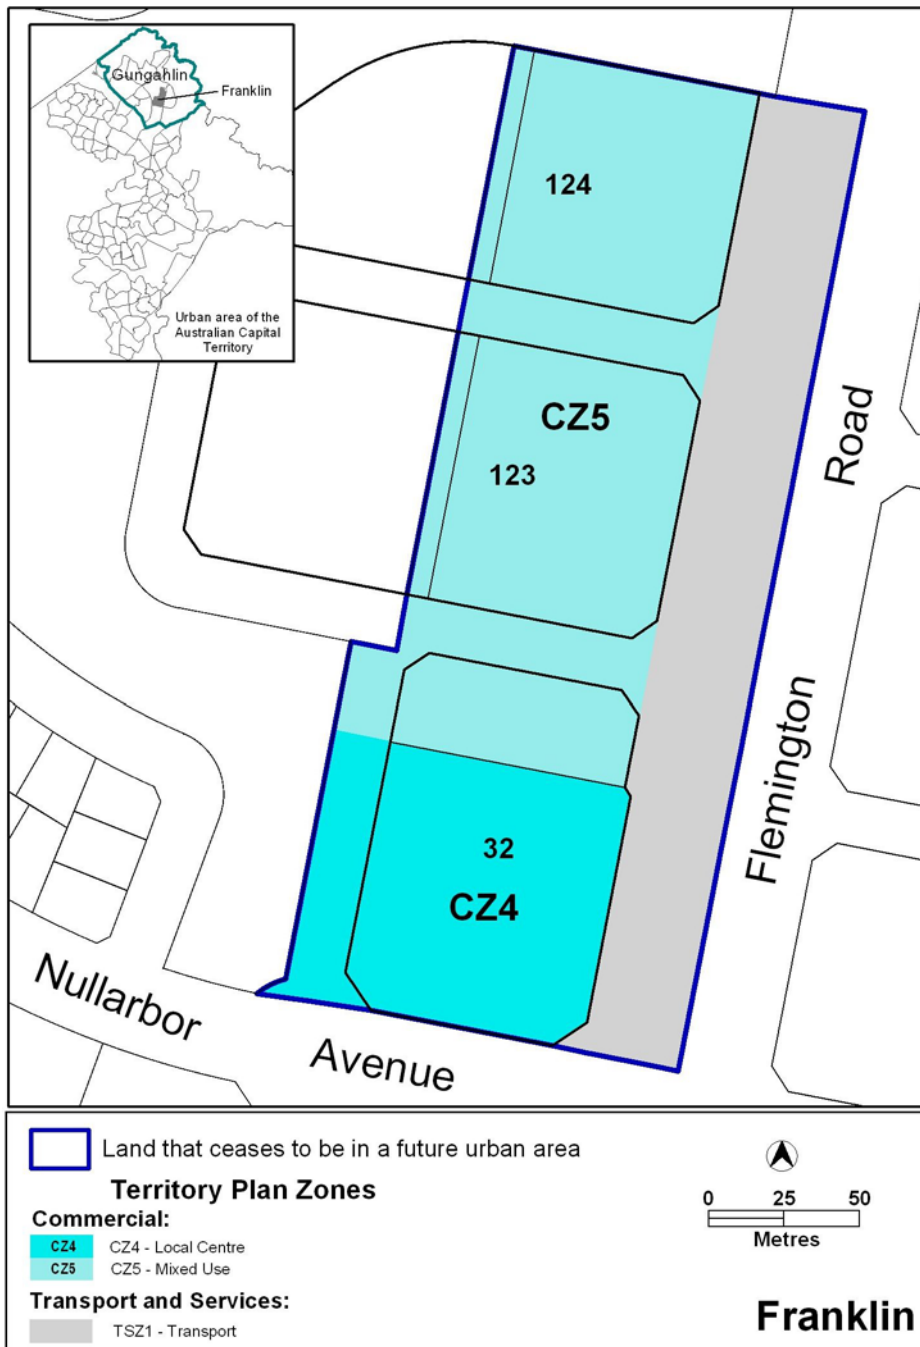 Gungahlin
Franklin
Urban area of the
Australian Capital
Territory
124
CZ5
123
Road
Flemington
32
CZ4
Nullarbor
Avenue
Land that ceases to be in a future urban area
Territory Plan Zones
Commercial:
CZ4 CZ4 - Local Centre
CZ5 CZ5 - Mixed Use
Transport and Services:
TSZ1 - Transport
0 25 50
Metres
Franklin